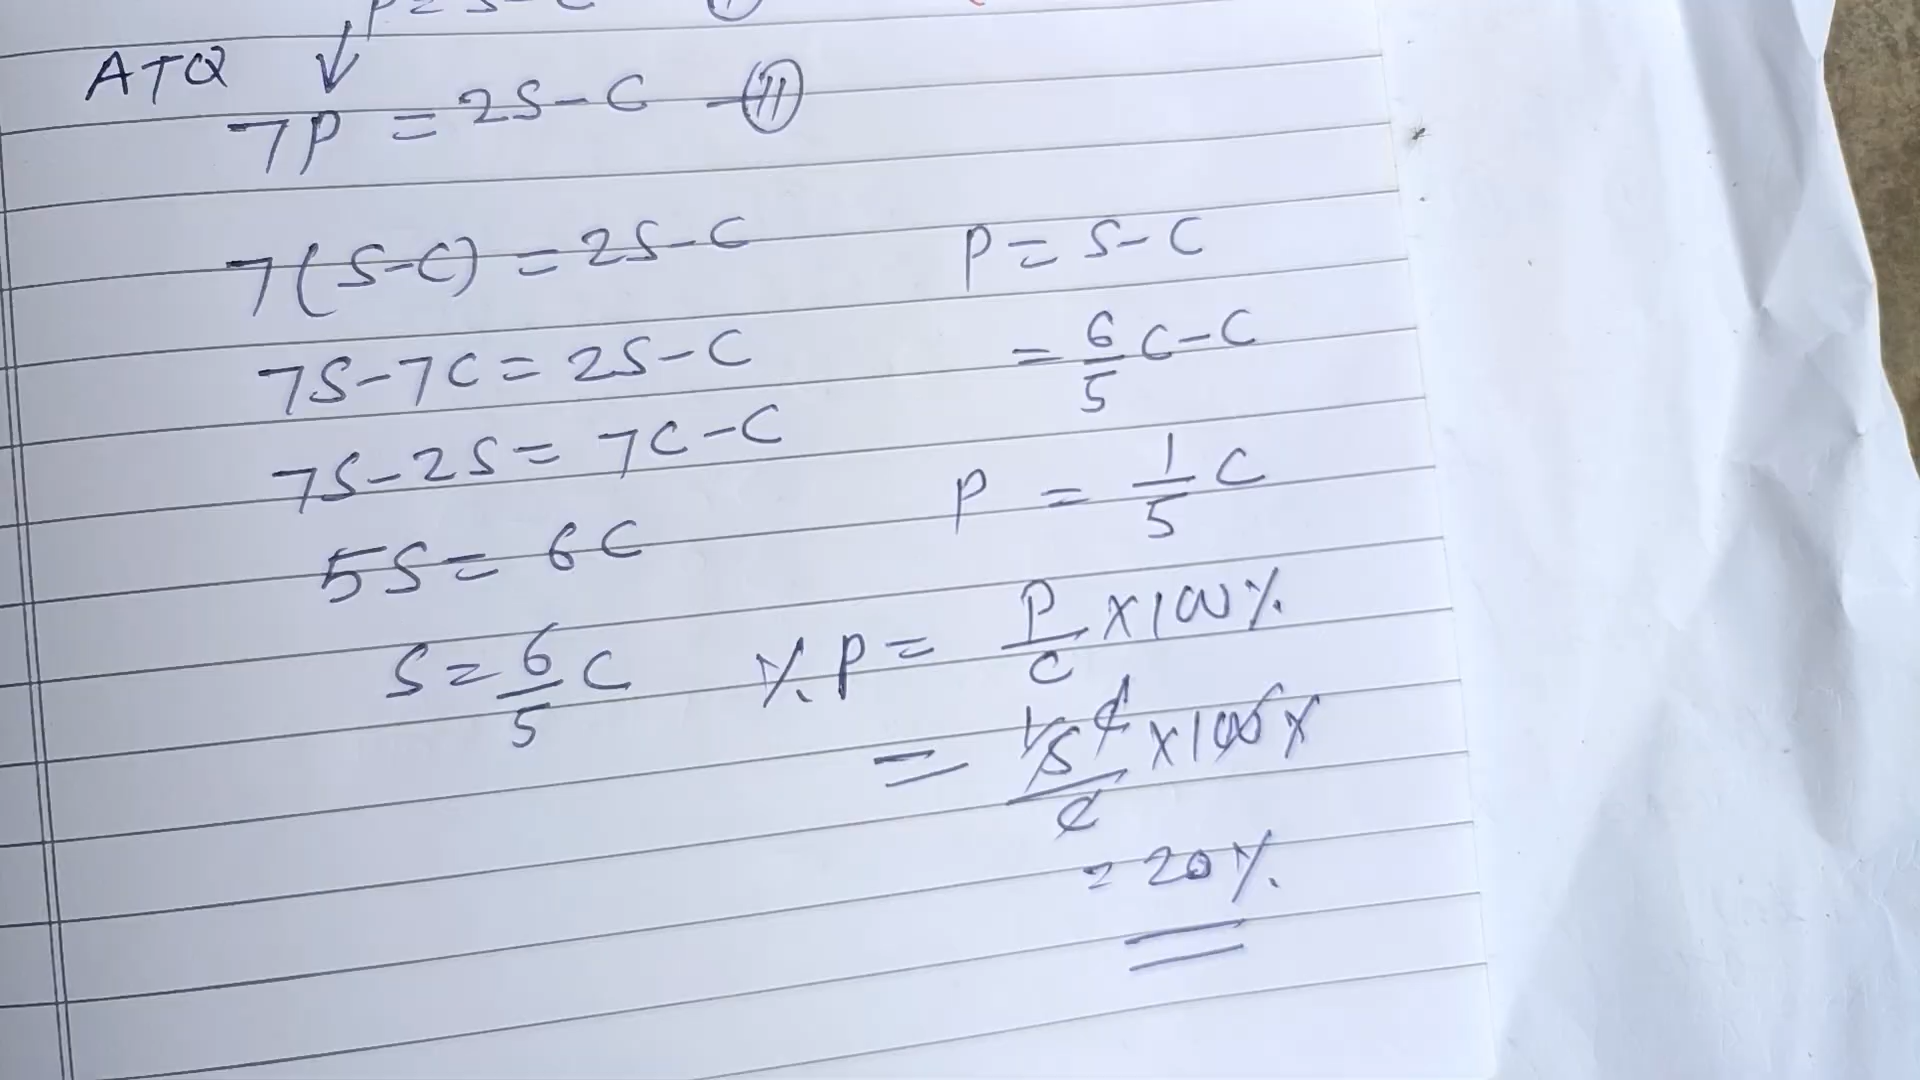 P = S - C
ATQ ↓
7P = 2S - C — (II)
7(S-C) = 2S - C
7S - 7C = 2S - C
7S - 2S = 7C - C
5S = 6C
S = 6/5 C
P = S - C
= 6/5 C - C
P = 1/5 C
%P = P/C × 100%
= 1/5 C / C × 100%
= 20%